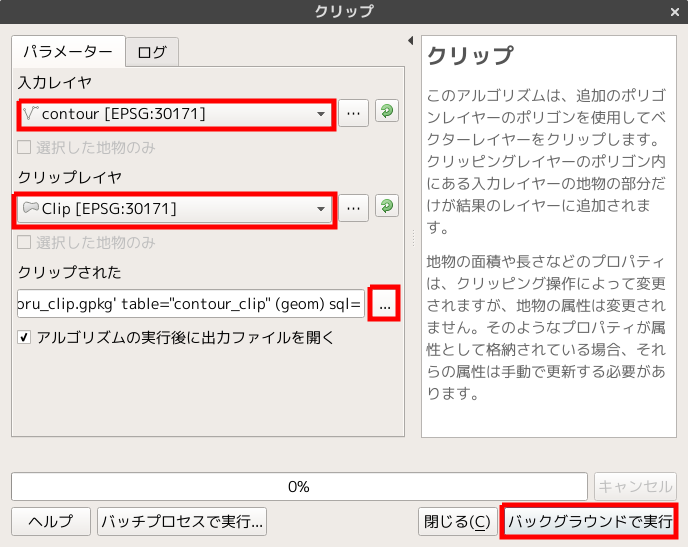 クリップ
パラメーター
ログ
入力レイヤ
contour [EPSG:30171]
...
選択した地物のみ
クリップレイヤ
Clip [EPSG:30171]
...
選択した地物のみ
クリップされた
oru_clip.gpkg' table="contour_clip" (geom) sql=
...
アルゴリズムの実行後に出力ファイルを開く
クリップ
このアルゴリズムは、追加のポリゴ
ンレイヤーのポリゴンを使用してベ
クターレイヤーをクリップします。
クリッピングレイヤーのポリゴン内
にある入力レイヤーの地物の部分だ
けが結果のレイヤーに追加されま
す。
地物の面積や長さなどのプロパティ
は、クリッピング操作によって変更
されますが、地物の属性は変更され
ません。そのようなプロパティが属
性として格納されている場合、それ
らの属性は手動で更新する必要があ
ります。
0%
キャンセル
ヘルプ
バッチプロセスで実行...
閉じる(C)
バックグラウンドで実行